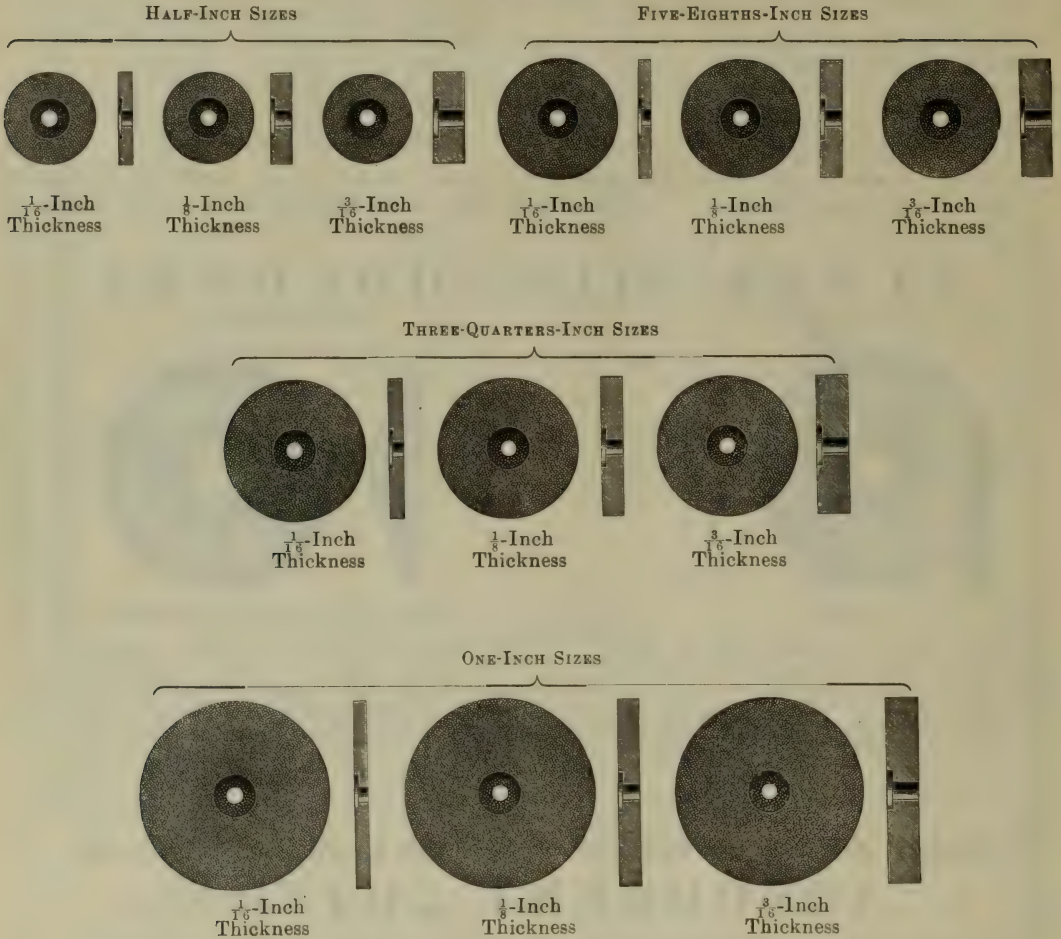 HALF-INCH SIZES
FIVE-EIGHTHS-INCH SIZES
1/16-Inch
Thickness
1/8-Inch
Thickness
3/16-Inch
Thickness
1/16-Inch
Thickness
1/8-Inch
Thickness
3/16-Inch
Thickness
THREE-QUARTERS-INCH SIZES
1/16-Inch
Thickness
1/8-Inch
Thickness
3/16-Inch
Thickness
ONE-INCH SIZES
1/16-Inch
Thickness
1/8-Inch
Thickness
3/16-Inch
Thickness